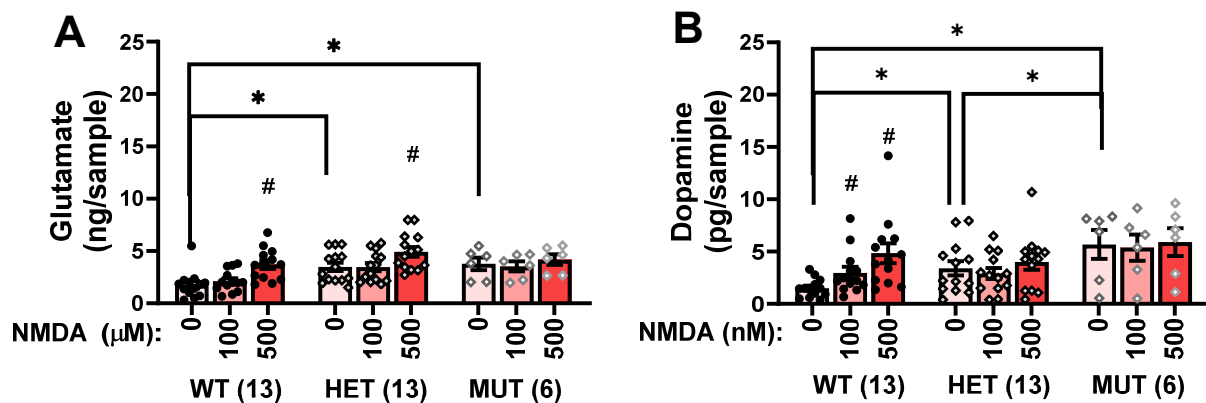 A
Glutamate
(ng/sample)
25
20
15
10
5
0
*
*
#
#
NMDA (μM):
0
100
500
0
100
500
0
100
500
WT (13)
HET (13)
MUT (6)
B
Dopamine
(pg/sample)
25
20
15
10
5
0
*
*
*
#
#
NMDA (nM):
0
100
500
0
100
500
0
100
500
WT (13)
HET (13)
MUT (6)